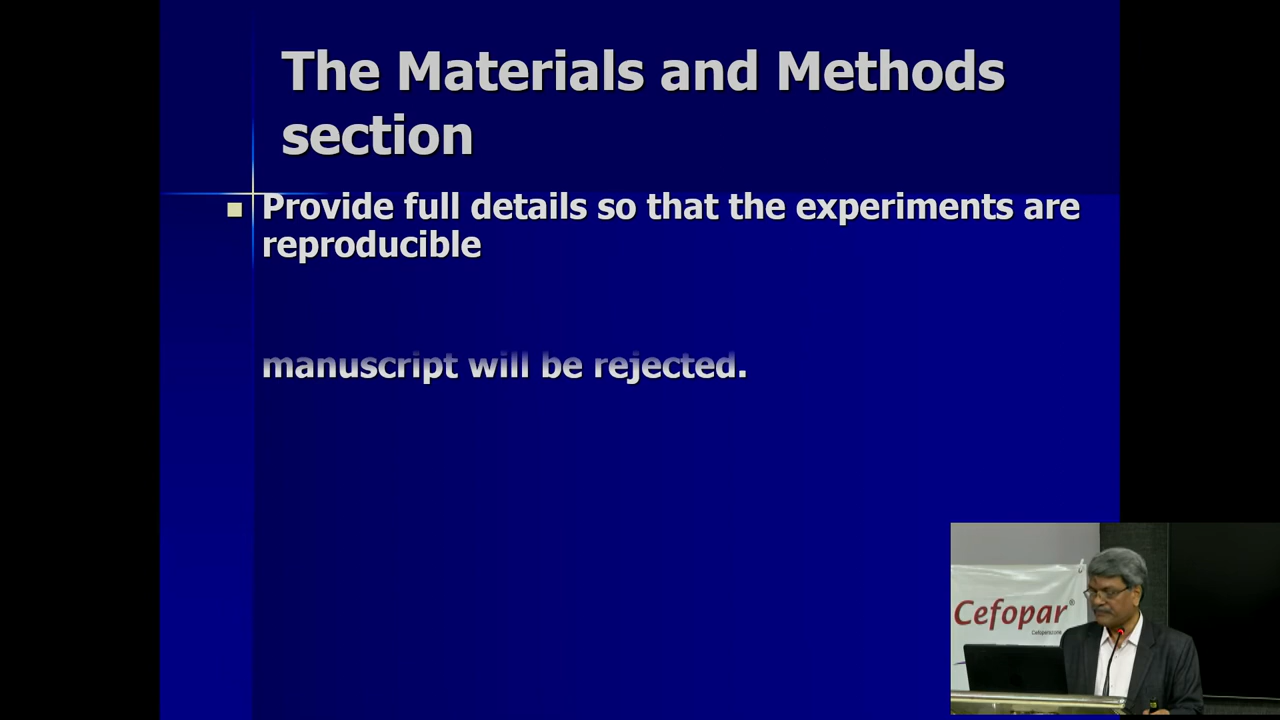 The Materials and Methods
section
Provide full details so that the experiments are
reproducible
manuscript will be rejected.
Cefopar®